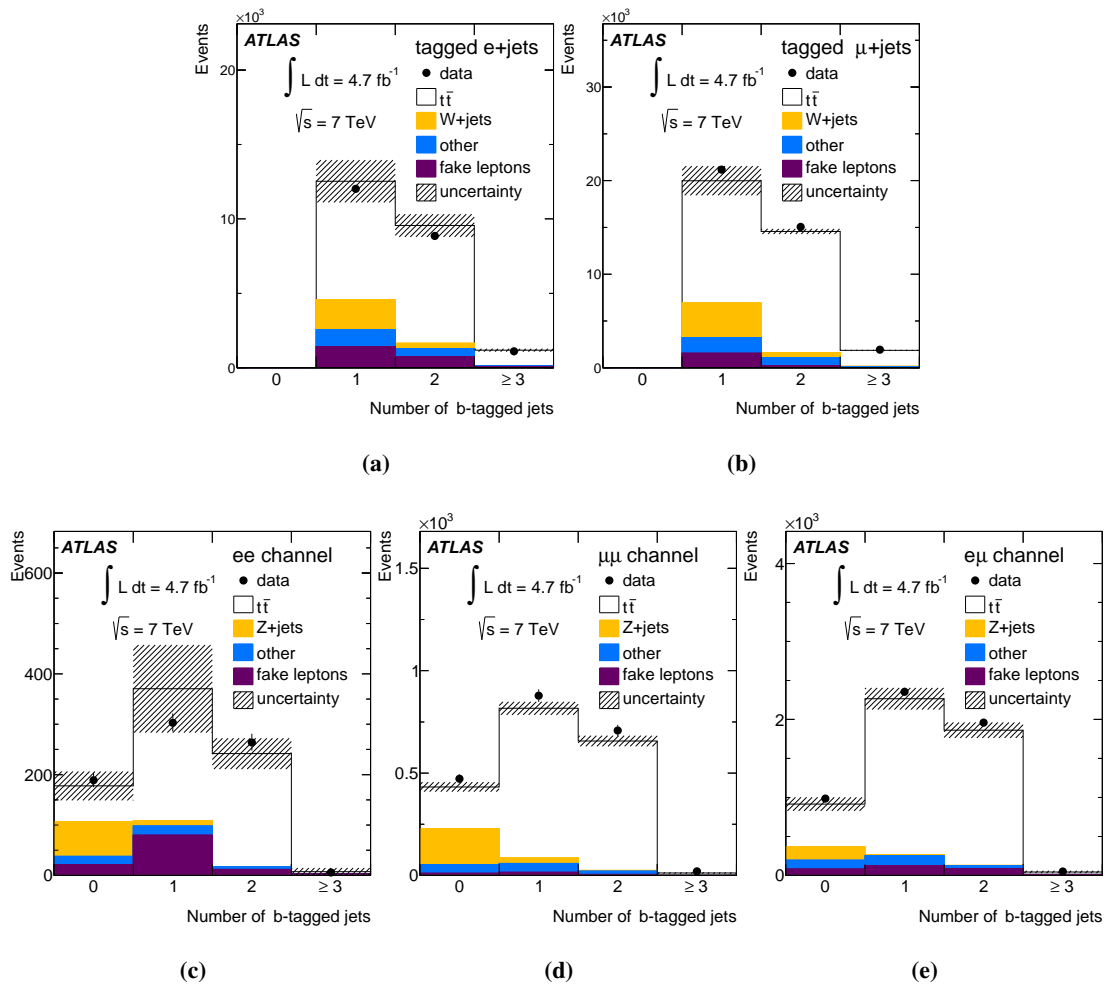 ×10³
Events
ATLAS
tagged e+jets
∫ L dt = 4.7 fb⁻¹
√s = 7 TeV
data
tt̄
W+jets
other
fake leptons
uncertainty
20
10
0
0 1 2 ≥ 3
Number of b-tagged jets
(a)
×10³
Events
ATLAS
tagged μ+jets
∫ L dt = 4.7 fb⁻¹
√s = 7 TeV
data
tt̄
W+jets
other
fake leptons
uncertainty
30
20
10
0
0 1 2 ≥ 3
Number of b-tagged jets
(b)
Events
ATLAS
ee channel
∫ L dt = 4.7 fb⁻¹
√s = 7 TeV
data
tt̄
Z+jets
other
fake leptons
uncertainty
600
400
200
0
0 1 2 ≥ 3
Number of b-tagged jets
(c)
×10³
Events
ATLAS
μμ channel
∫ L dt = 4.7 fb⁻¹
√s = 7 TeV
data
tt̄
Z+jets
other
fake leptons
uncertainty
1.5
1
0.5
0
0 1 2 ≥ 3
Number of b-tagged jets
(d)
×10³
Events
ATLAS
eμ channel
∫ L dt = 4.7 fb⁻¹
√s = 7 TeV
data
tt̄
Z+jets
other
fake leptons
uncertainty
4
2
0
0 1 2 ≥ 3
Number of b-tagged jets
(e)